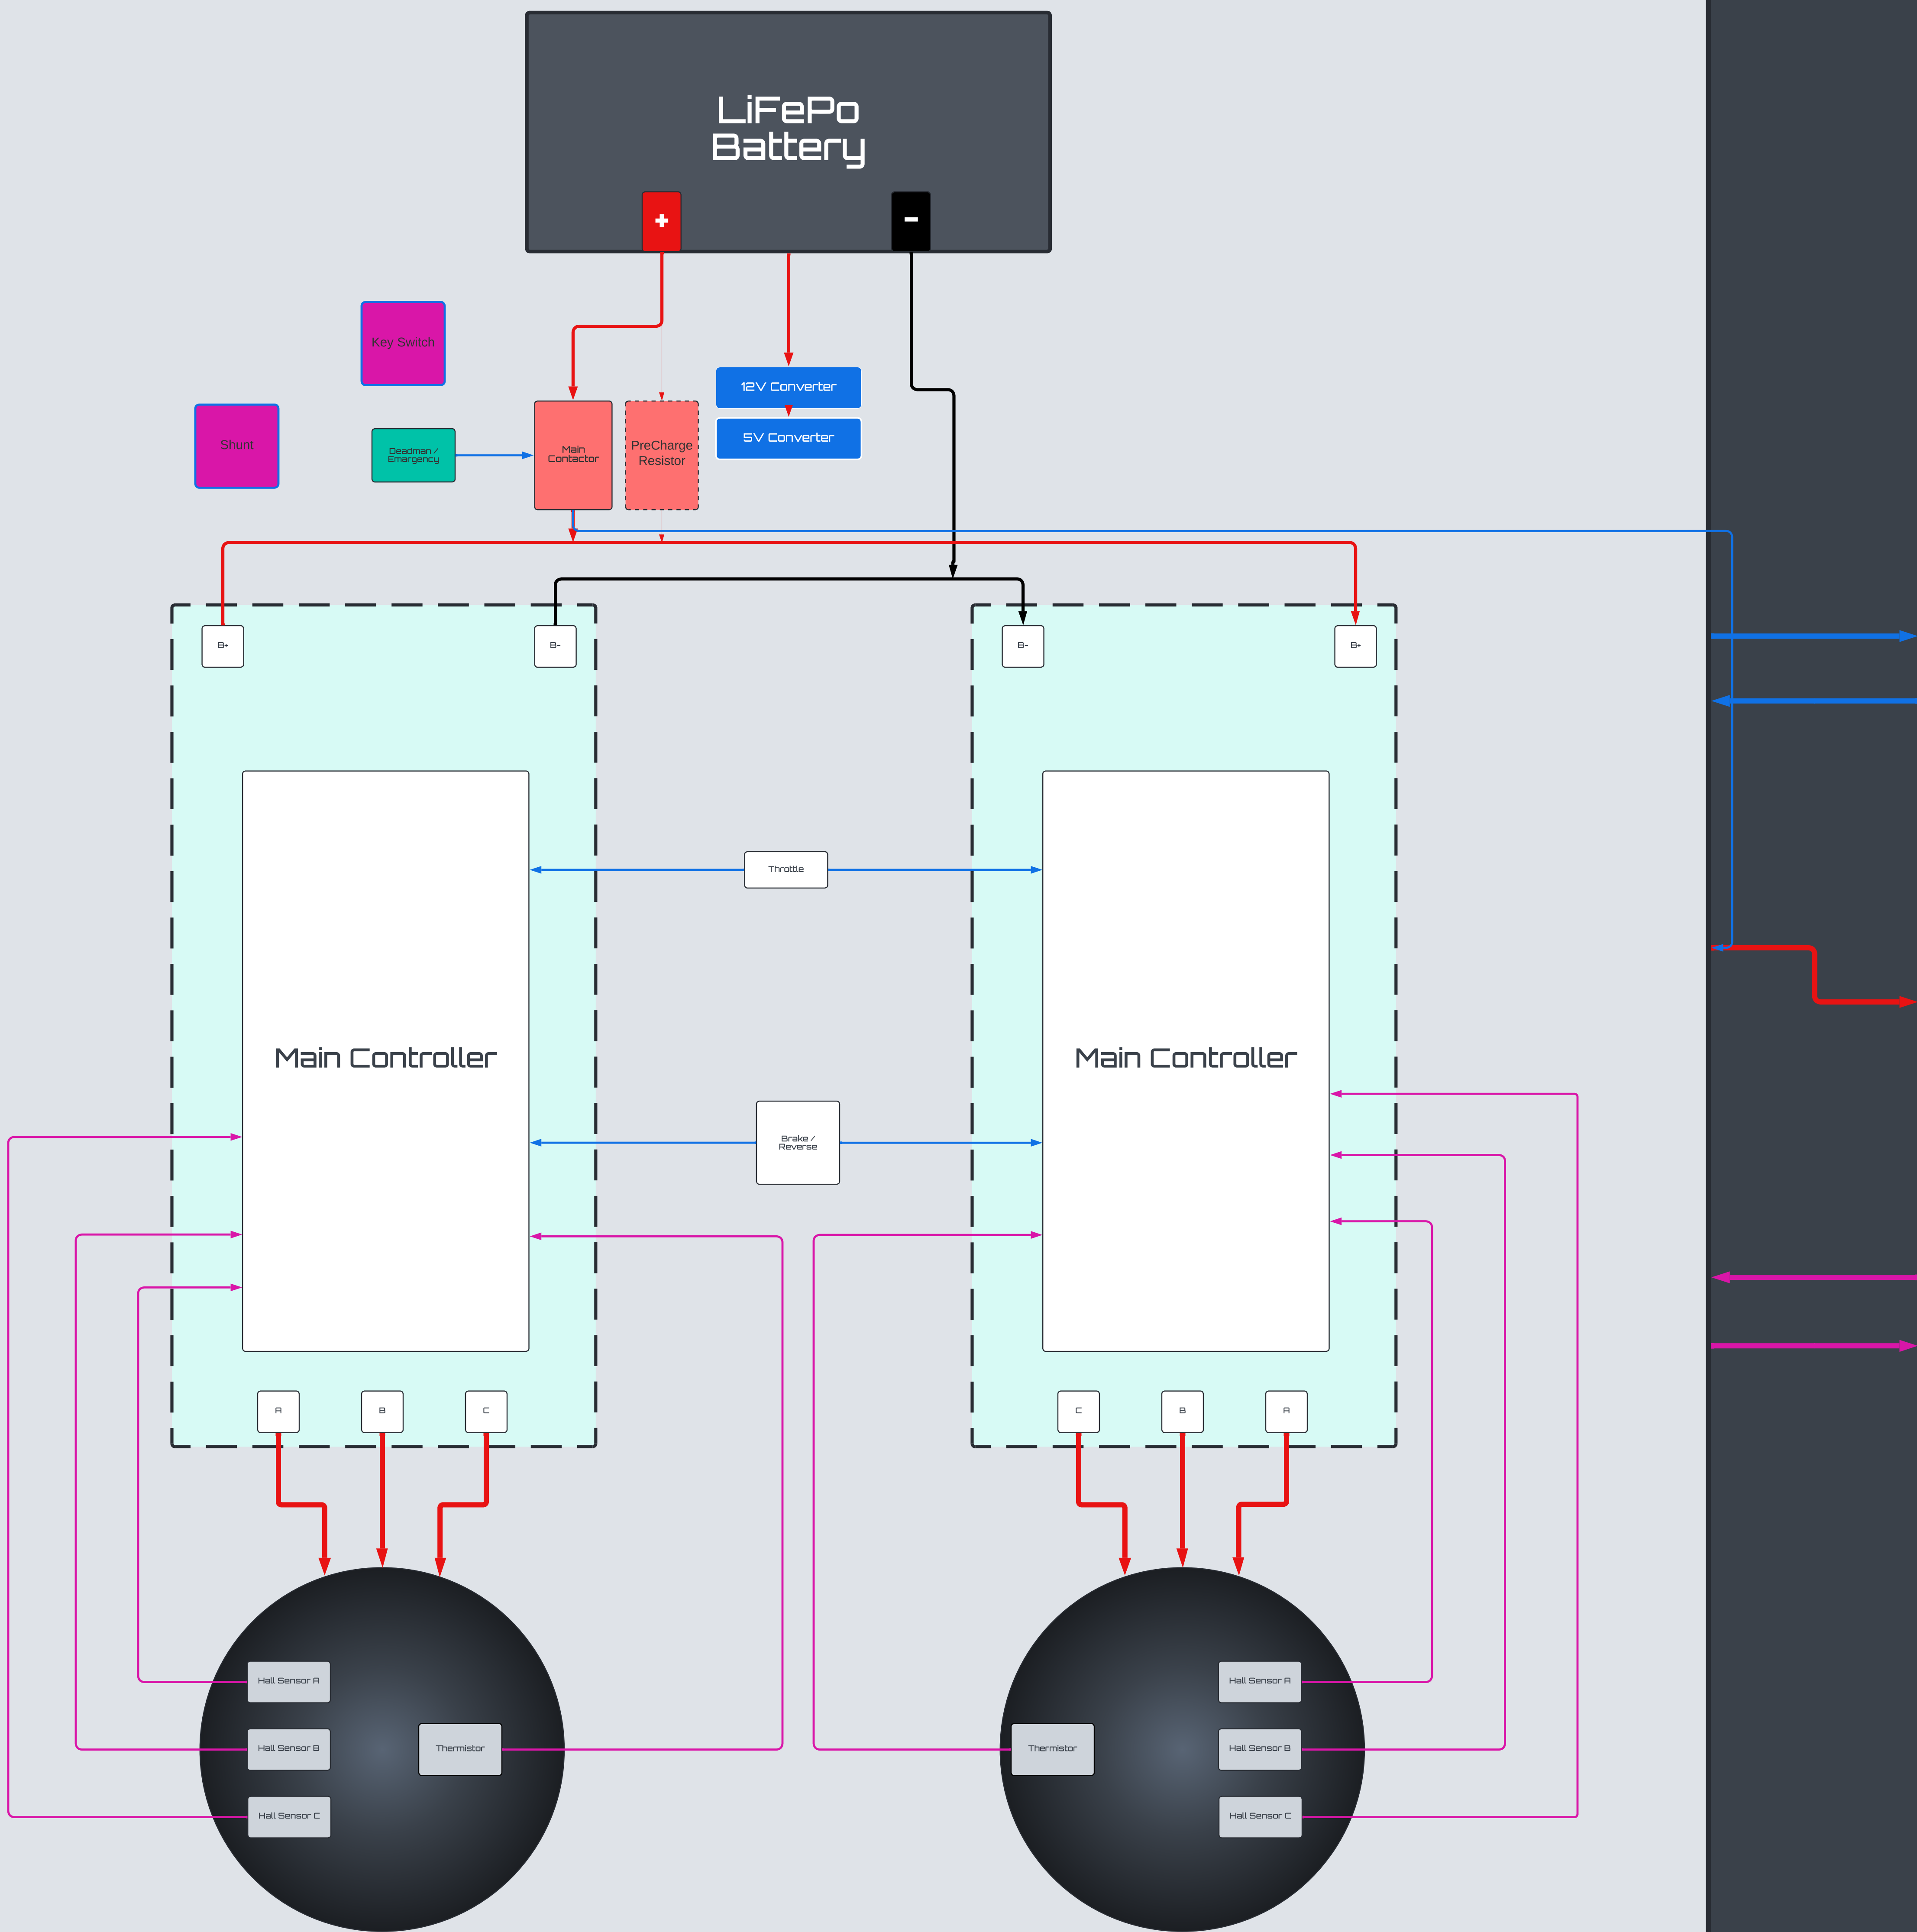 LiFePo
Battery
+
-
Key Switch
12V Converter
5V Converter
Shunt
Deadman /
Emargency
Main
Contactor
PreCharge
Resistor
B+
B-
B-
B+
Throttle
Main Controller
Main Controller
Brake /
Reverse
A
B
C
C
B
A
Hall Sensor A
Hall Sensor B
Hall Sensor C
Thermistor
Thermistor
Hall Sensor A
Hall Sensor B
Hall Sensor C